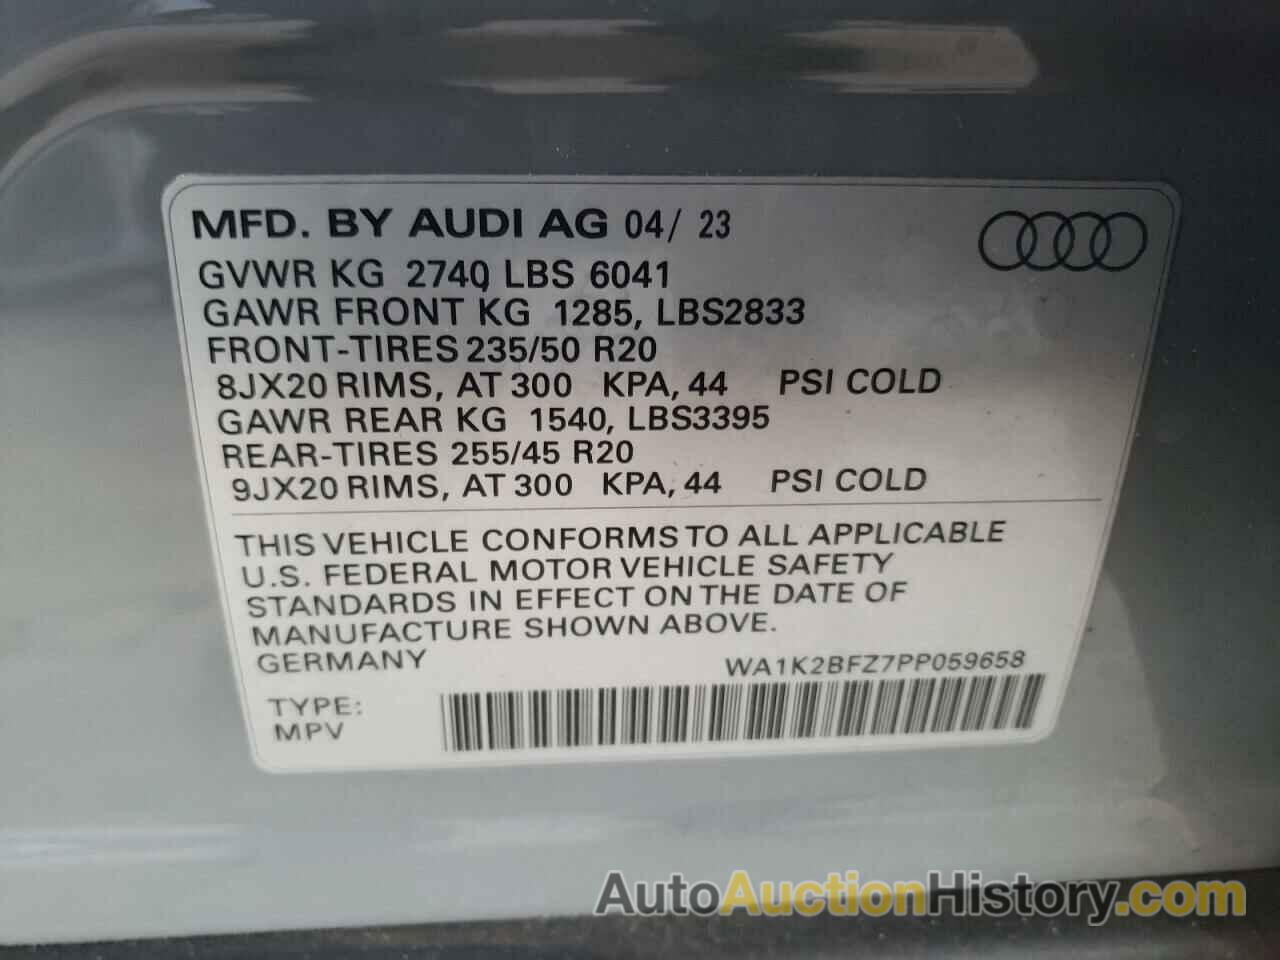 MFD. BY AUDI AG 04/ 23
GVWR KG 2740 LBS 6041
GAWR FRONT KG 1285, LBS2833
FRONT-TIRES 235/50 R20
8JX20 RIMS, AT 300 KPA, 44 PSI COLD
GAWR REAR KG 1540, LBS3395
REAR-TIRES 255/45 R20
9JX20 RIMS, AT 300 KPA, 44 PSI COLD
THIS VEHICLE CONFORMS TO ALL APPLICABLE
U.S. FEDERAL MOTOR VEHICLE SAFETY
STANDARDS IN EFFECT ON THE DATE OF
MANUFACTURE SHOWN ABOVE.
GERMANY WA1K2BFZ7PP059658
TYPE:
MPV
AutoAuctionHistory.com